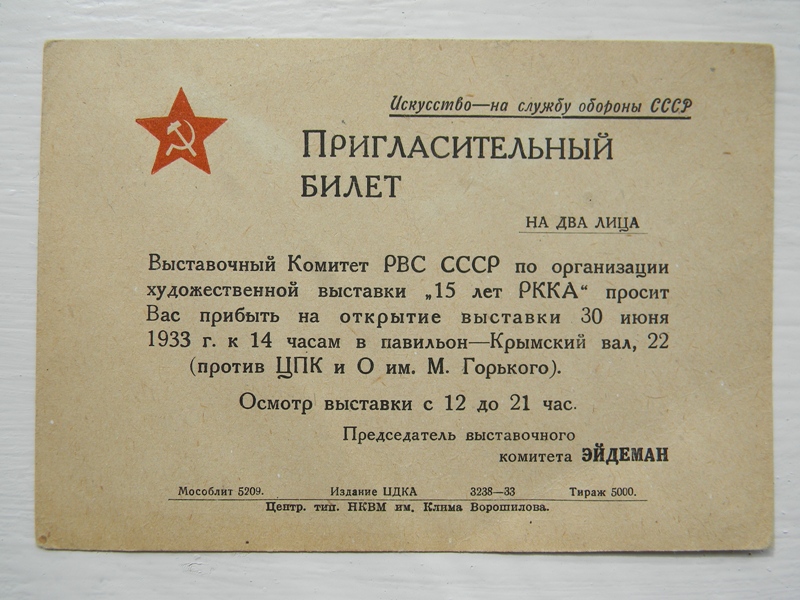 Искусство—на службу обороны СССР
Пригласительный
билет
на два лица
Выставочный Комитет РВС СССР по организации
художественной выставки „15 лет РККА“ просит
Вас прибыть на открытие выставки 30 июня
1933 г. к 14 часам в павильон—Крымский вал, 22
(против ЦПК и О им. М. Горького).
Осмотр выставки с 12 до 21 час.
Председатель выставочного
комитета ЭЙДЕМАН
Мособлит 5209. Издание ЦДКА 3238—33 Тираж 5000.
Центр. тип. НКВМ им. Клима Ворошилова.